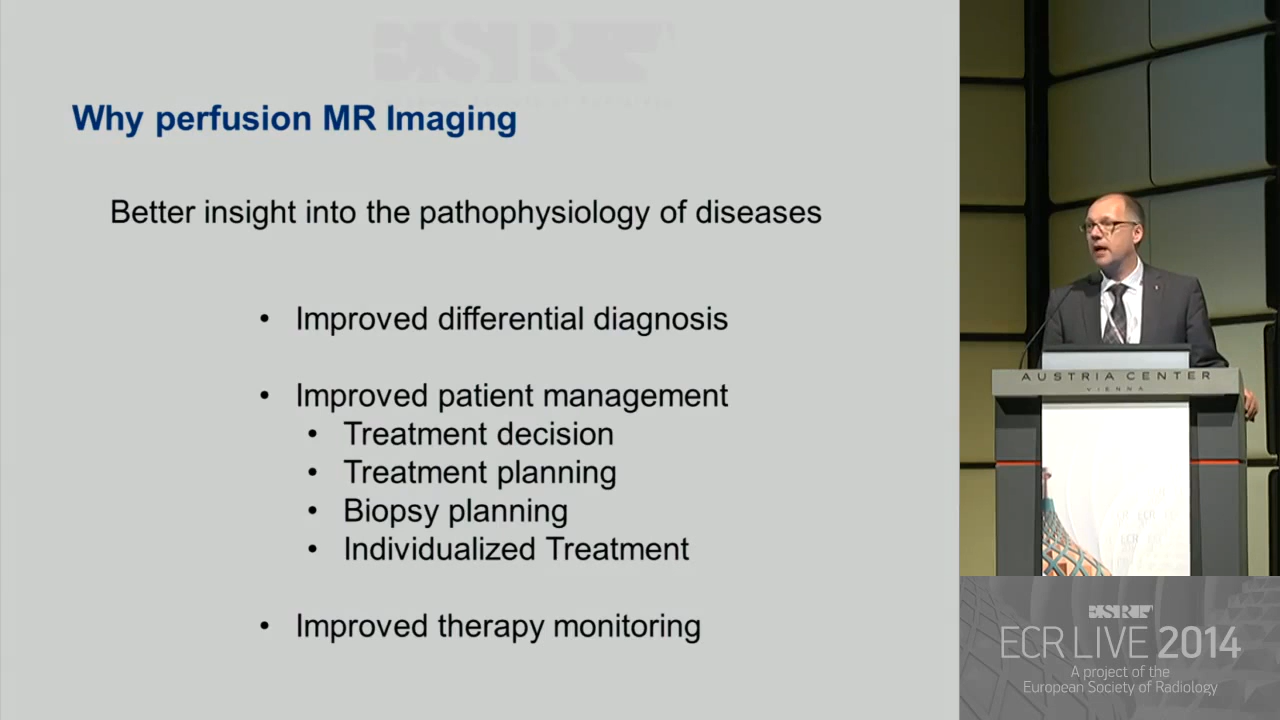 Why perfusion MR Imaging
Better insight into the pathophysiology of diseases
• Improved differential diagnosis
• Improved patient management
• Treatment decision
• Treatment planning
• Biopsy planning
• Individualized Treatment
• Improved therapy monitoring
AUSTRIA CENTER
VIENNA
ESR
ECR LIVE 2014
A project of the
European Society of Radiology